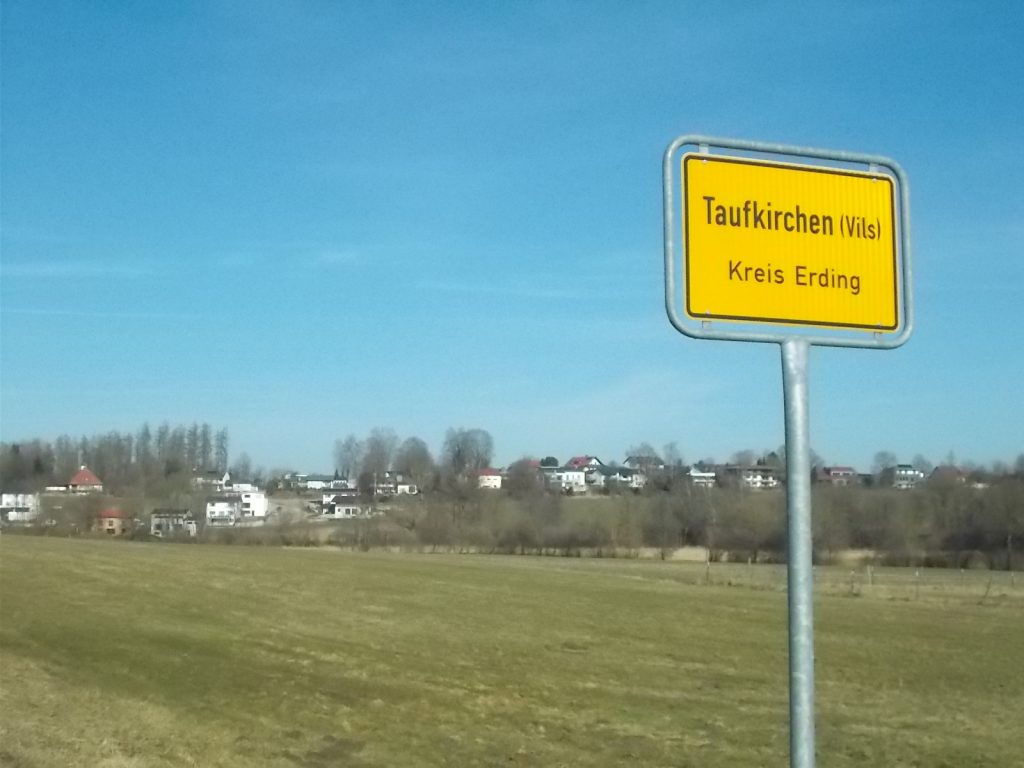 Taufkirchen (Vils)
Kreis Erding